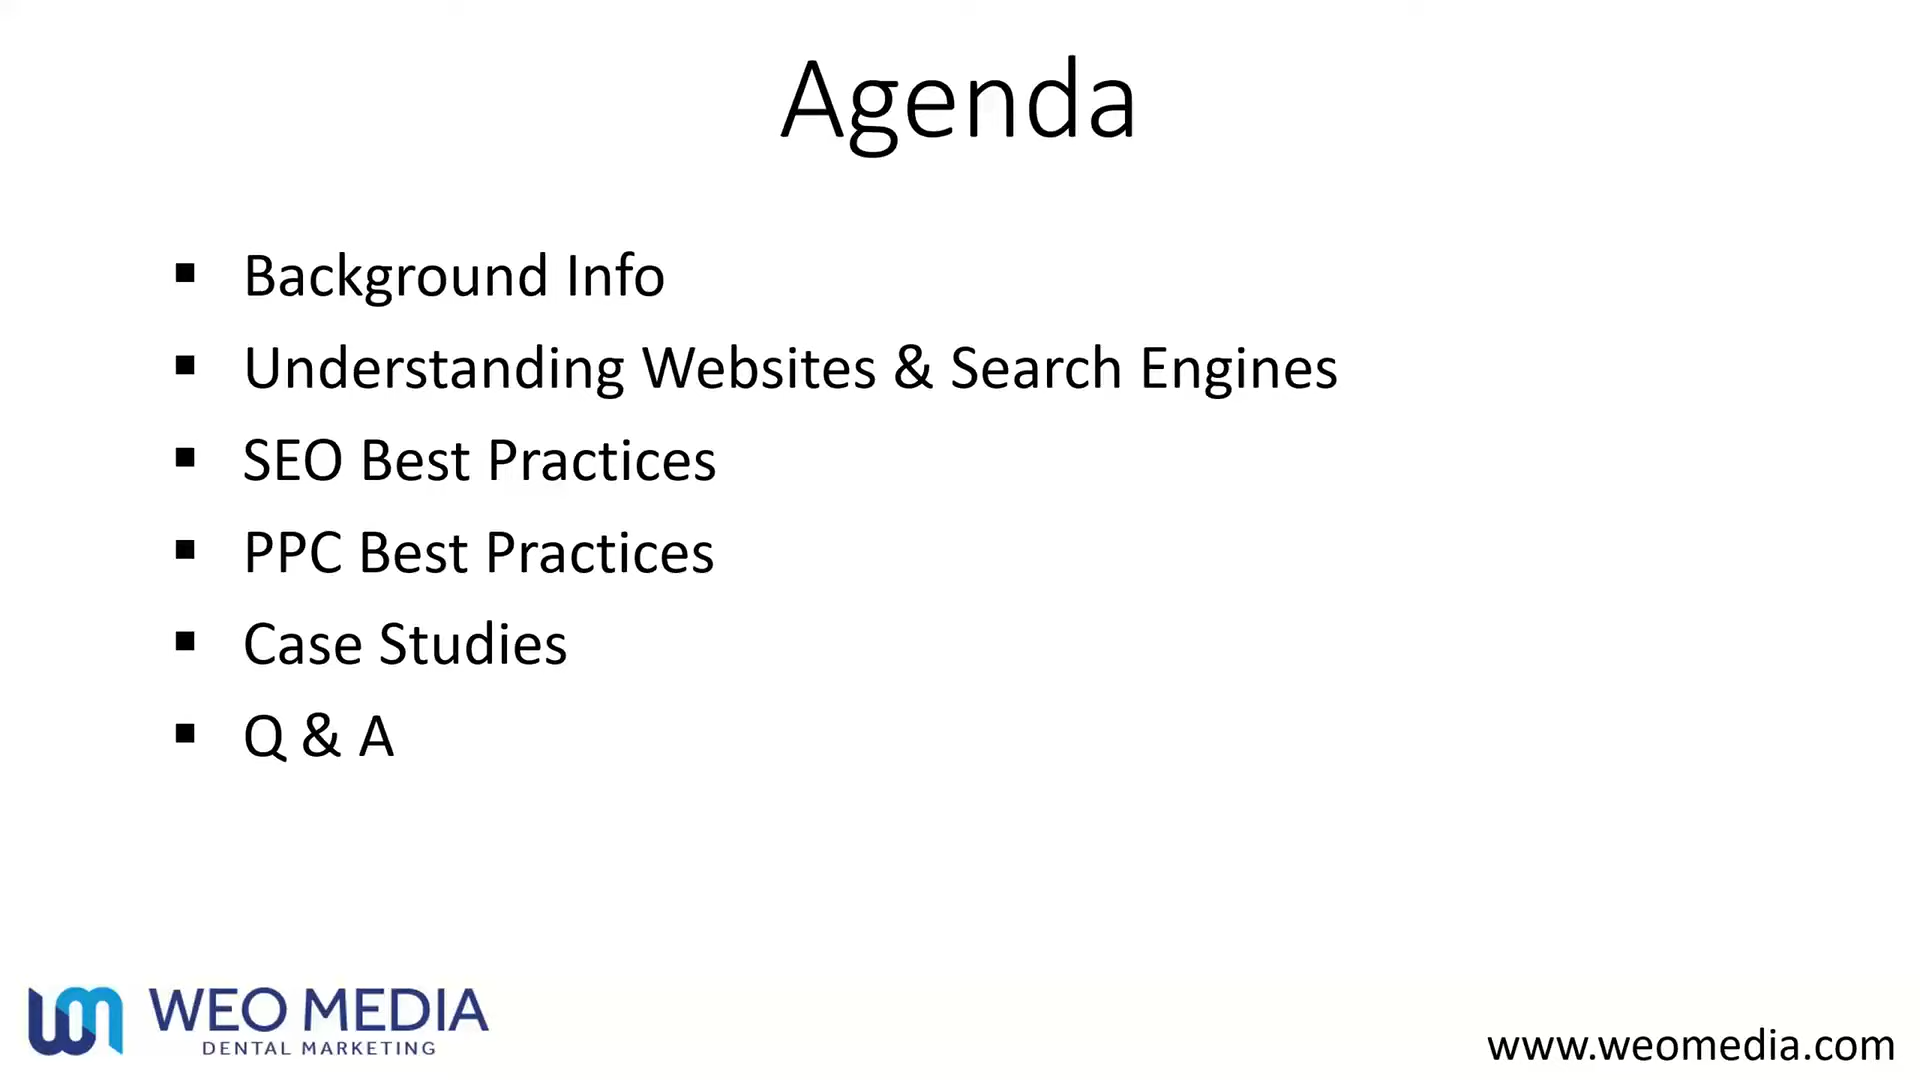 Agenda
▪ Background Info
▪ Understanding Websites & Search Engines
▪ SEO Best Practices
▪ PPC Best Practices
▪ Case Studies
▪ Q & A
WEO MEDIA
DENTAL MARKETING
www.weomedia.com